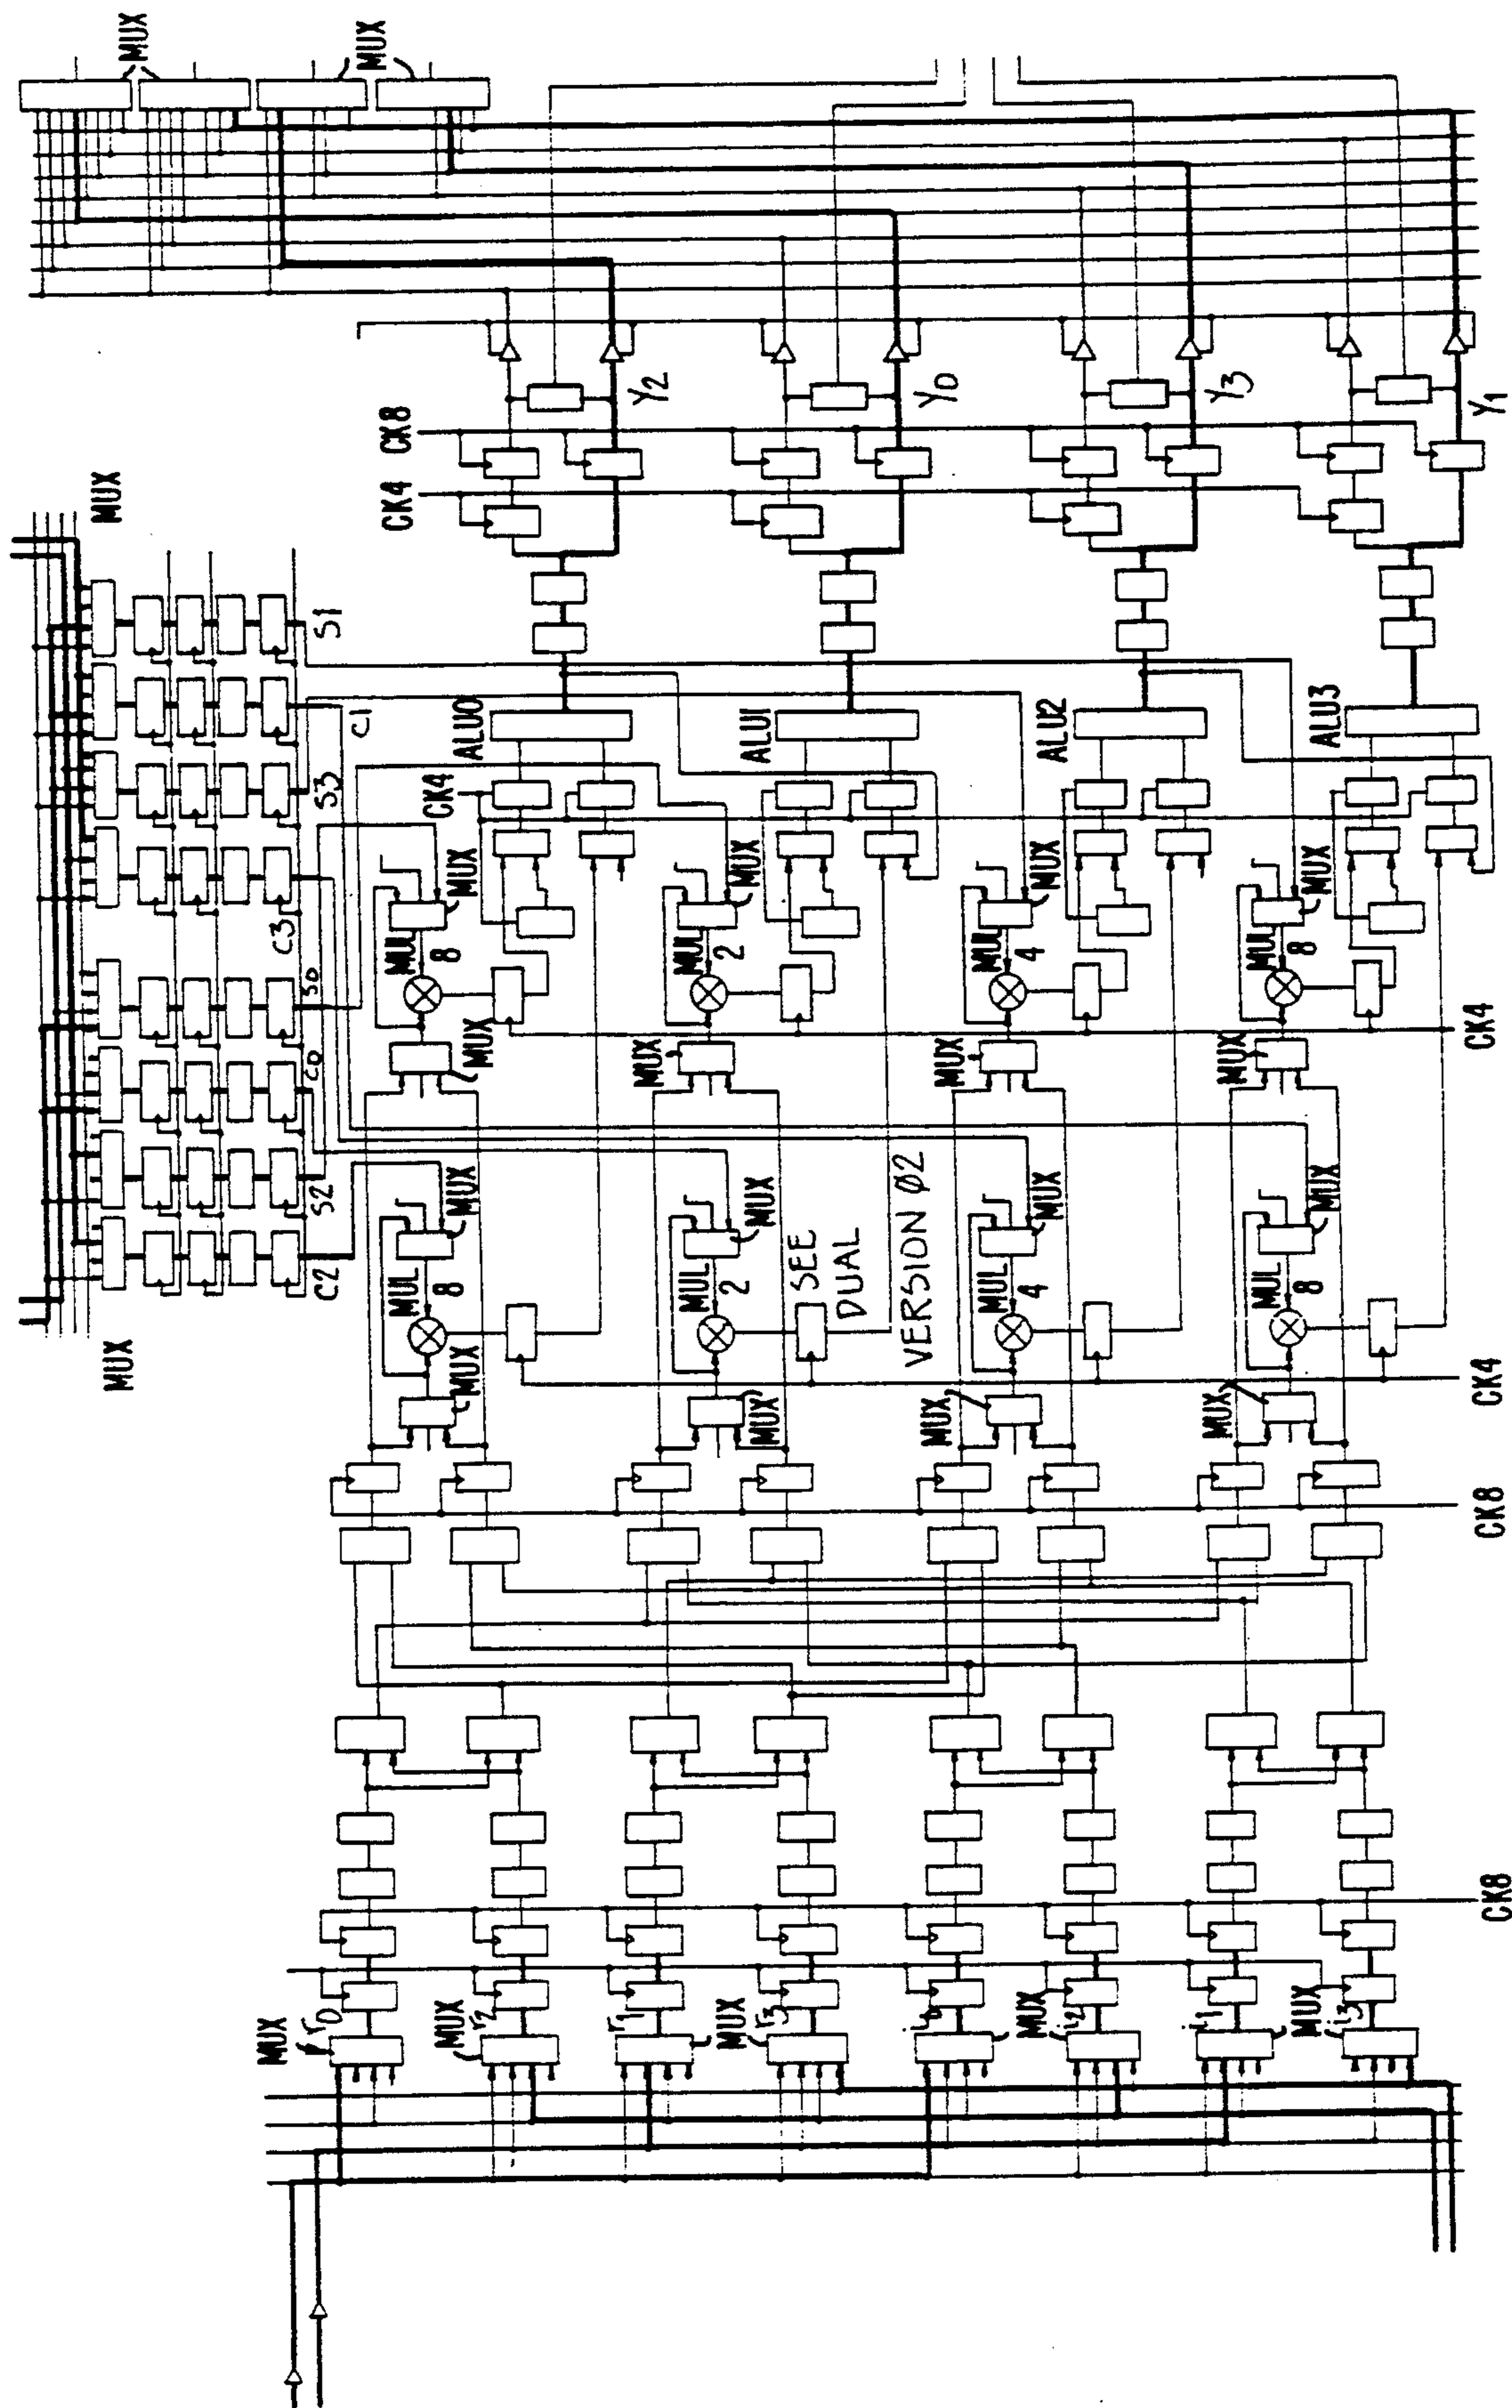 MUX
MUX
MUX
CK8
CK4
Y2
Y0
Y3
Y1
S1
C1
S3
C3
S0
C0
S2
C2
MUX
CK4
ALU0
ALU1
ALU2
ALU3
MUL
8
MUX
MUX
MUL
2
MUX
MUX
MUL
4
MUX
MUX
MUL
8
MUX
MUX
CK4
MUL
8
MUX
MUX
MUL
2
MUX
MUX
SEE
DUAL
VERSION Ø2
MUL
4
MUX
MUX
MUL
8
MUX
MUX
CK4
CK8
CK8
MUX
r0
MUX
r2
r1
MUX
r3
i0
MUX
i2
i1
MUX
i3